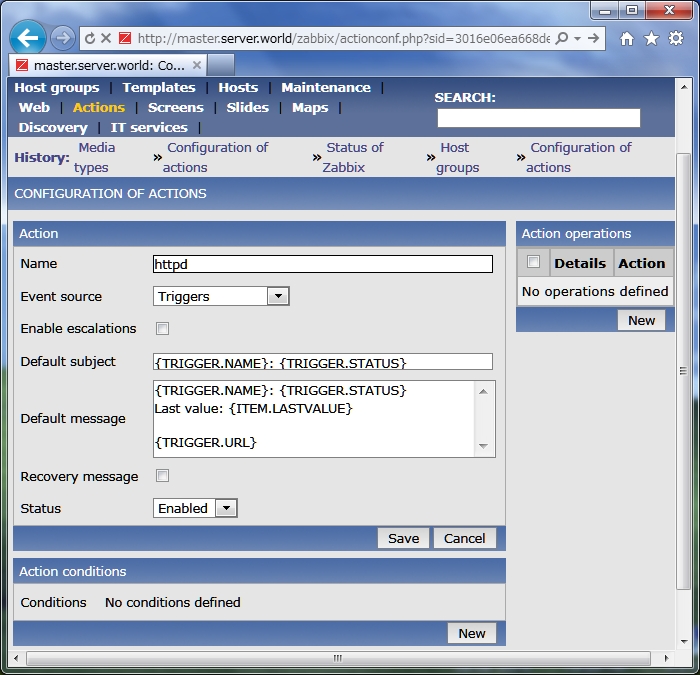 http://master.server.world/zabbix/actionconf.php?sid=3016e06ea668de
master.server.world: Co...
Host groups | Templates | Hosts | Maintenance |
Web | Actions | Screens | Slides | Maps |
Discovery | IT services |
SEARCH:
History: Media types » Configuration of actions » Status of Zabbix » Host groups » Configuration of actions
CONFIGURATION OF ACTIONS
Action
Name httpd
Event source Triggers
Enable escalations
Default subject {TRIGGER.NAME}: {TRIGGER.STATUS}
Default message
{TRIGGER.NAME}: {TRIGGER.STATUS}
Last value: {ITEM.LASTVALUE}
{TRIGGER.URL}
Recovery message
Status Enabled
Save Cancel
Action conditions
Conditions No conditions defined
New
Action operations
Details Action
No operations defined
New